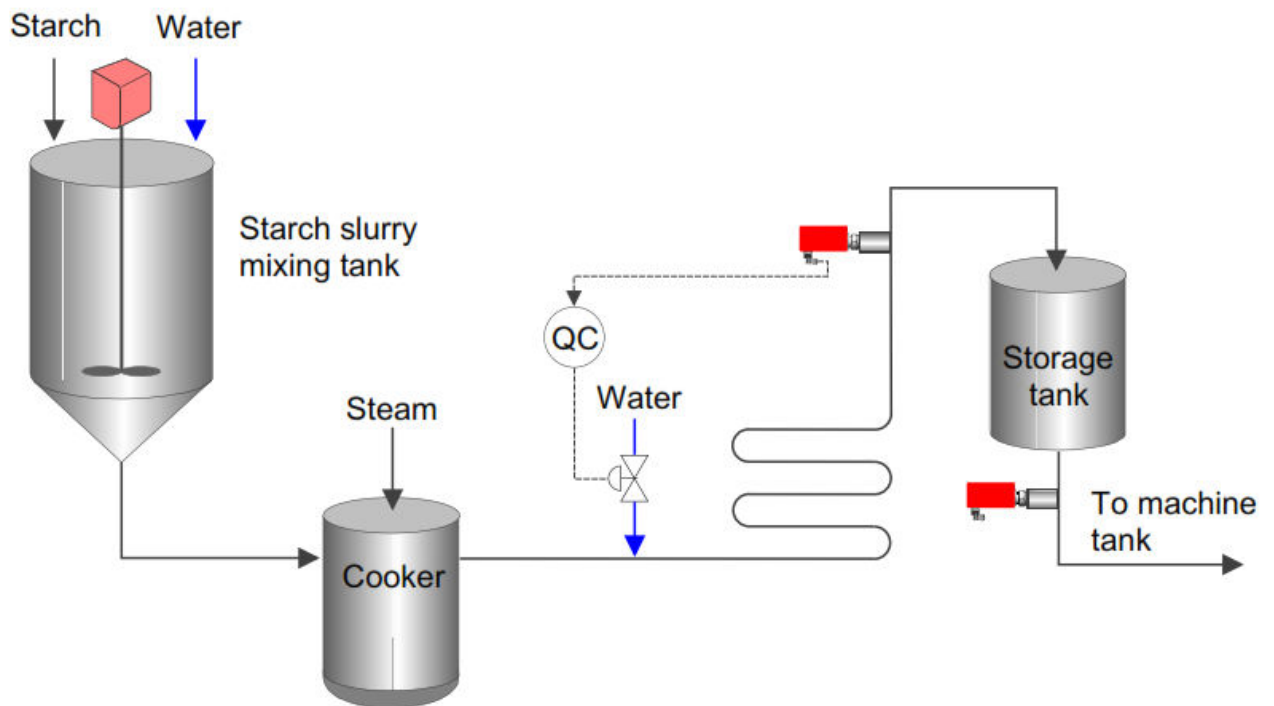 Starch
Water
Starch slurry
mixing tank
QC
Water
Steam
Storage
tank
Cooker
To machine
tank